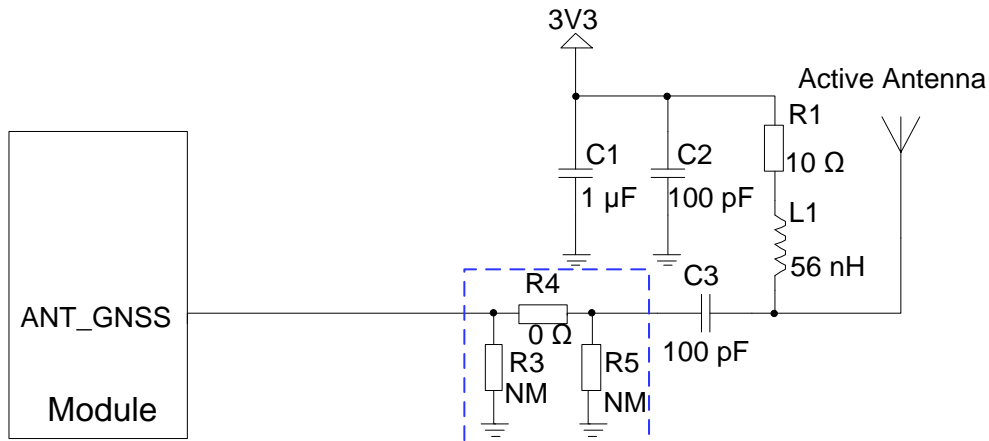 3V3
Active Antenna
R1
10 Ω
C1
1 μF
C2
100 pF
L1
56 nH
C3
100 pF
R4
0 Ω
R3
NM
R5
NM
ANT_GNSS
Module